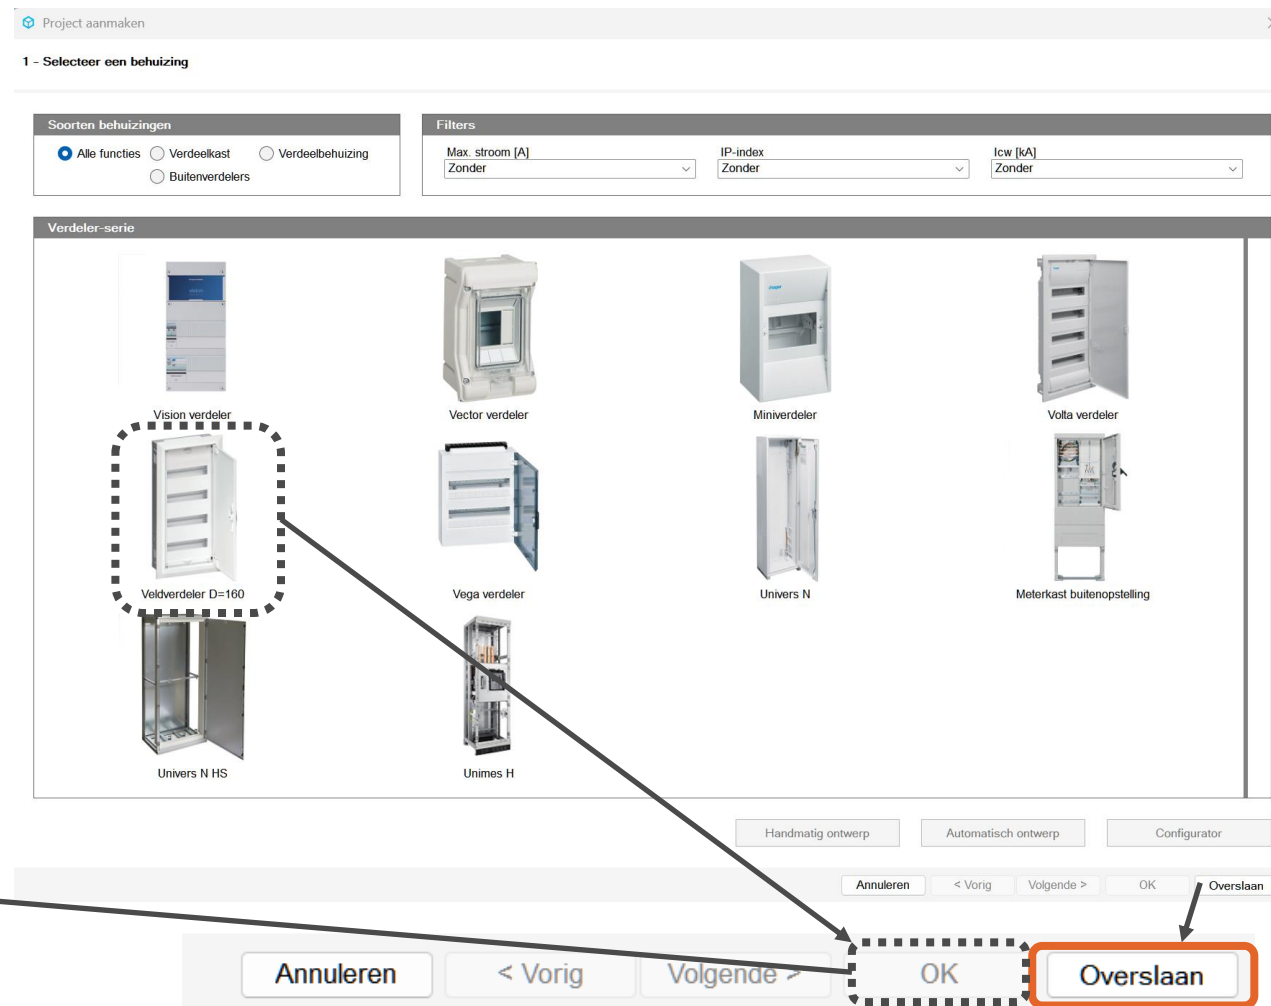 Project aanmaken
1 - Selecteer een behuizing
Soorten behuizingen
Filters
Alle functies
Verdeelkast
Verdeelbehuizing
Buitenverdelers
Max. stroom [A]
IP-index
Icw [kA]
Zonder
Zonder
Zonder
Verdeler-serie
Vision verdeler
Vector verdeler
Miniverdeler
Volta verdeler
Veldverdeler D=160
Vega verdeler
Univers N
Meterkast buitenopstelling
Univers N HS
Unimes H
Handmatig ontwerp
Automatisch ontwerp
Configurator
Annuleren
< Vorig
Volgende >
OK
Overslaan
Annuleren
< Vorig
Volgende >
OK
Overslaan